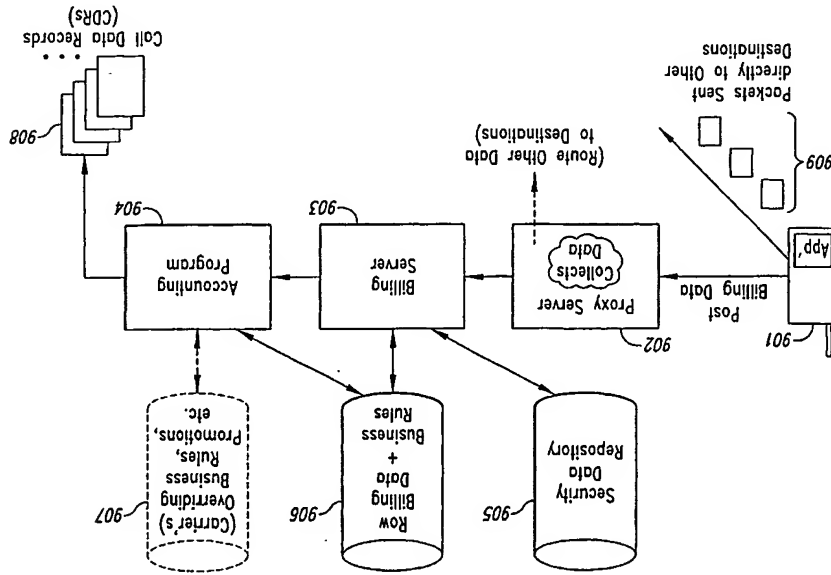 905
Security
Data
Repository
906
Row
Billing
Data +
Business
Rules
907
(Carrier's)
Overriding
Business
Rules,
Promotions,
etc.
901
App'
Post
Billing Data
902
Proxy Server
Collects
Data
903
Billing
Server
904
Accounting
Program
909
Packets Sent
directly to Other
Destinations
(Route Other Data
to Destinations)
908
Call Data Records
(CDRs)